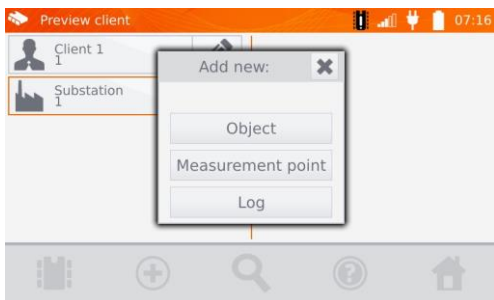 Preview client
07:16
Client 1
1
Substation
1
Add new:
Object
Measurement point
Log